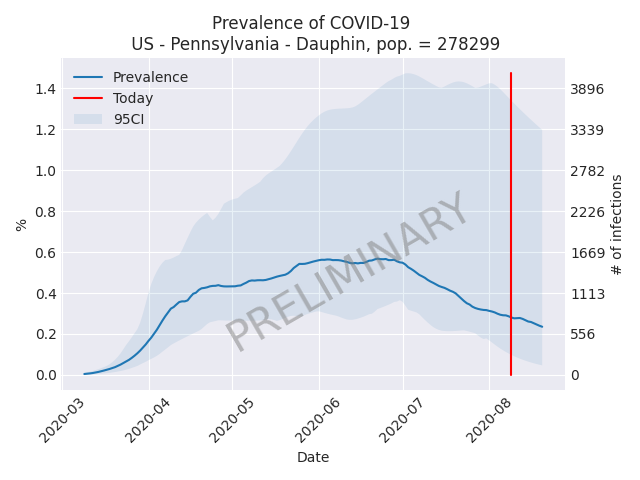 Prevalence of COVID-19
US - Pennsylvania - Dauphin, pop. = 278299
Prevalence
Today
95CI
PRELIMINARY
1.4
1.2
1.0
0.8
0.6
0.4
0.2
0.0
%
3896
3339
2782
2226
1669
1113
556
0
# of infections
2020-03
2020-04
2020-05
2020-06
2020-07
2020-08
Date